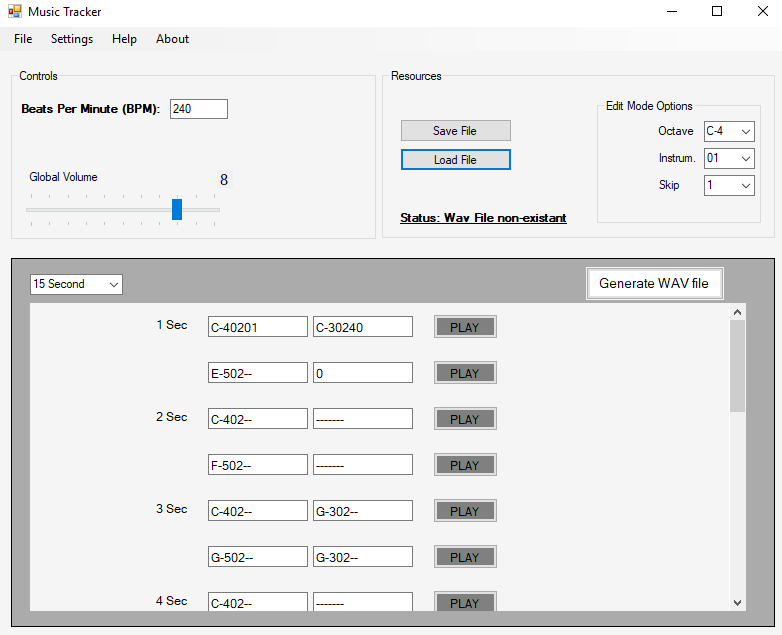 Music Tracker
File Settings Help About
Controls
Beats Per Minute (BPM): 240
Global Volume 8
Resources
Save File
Load File
Status: Wav File non-existant
Edit Mode Options
Octave C-4
Instrum. 01
Skip 1
15 Second Generate WAV file
1 Sec C-40201 C-30240 PLAY
E-502-- 0 PLAY
2 Sec C-402-- ------- PLAY
F-502-- ------- PLAY
3 Sec C-402-- G-302-- PLAY
G-502-- G-302-- PLAY
4 Sec C-402-- ------- PLAY